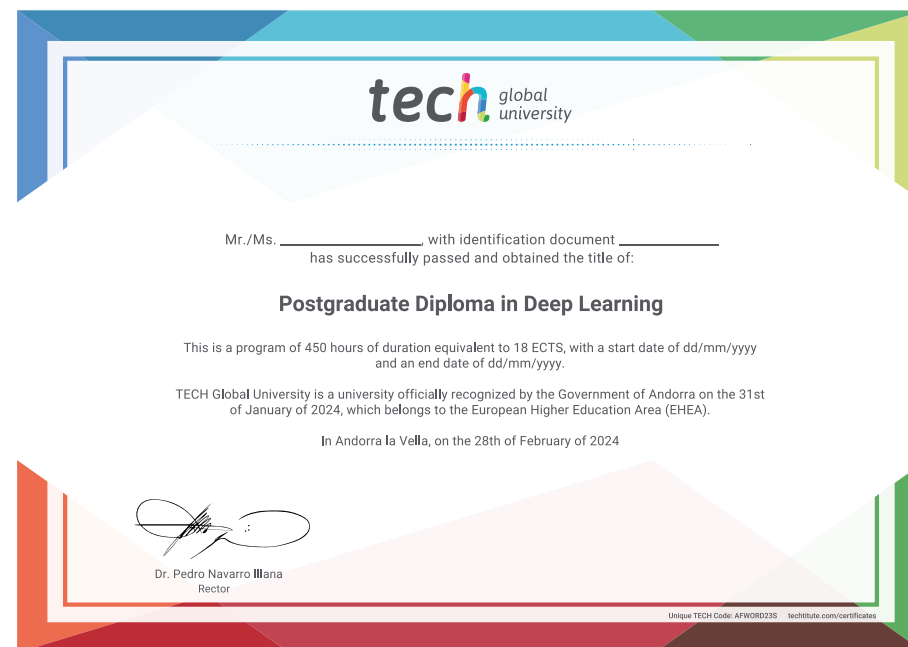 tech global
university
Mr./Ms. ____________________, with identification document ______________
has successfully passed and obtained the title of:
Postgraduate Diploma in Deep Learning
This is a program of 450 hours of duration equivalent to 18 ECTS, with a start date of dd/mm/yyyy
and an end date of dd/mm/yyyy.
TECH Global University is a university officially recognized by the Government of Andorra on the 31st
of January of 2024, which belongs to the European Higher Education Area (EHEA).
In Andorra la Vella, on the 28th of February of 2024
Dr. Pedro Navarro Illana
Rector
Unique TECH Code: AFWORD23S techtitute.com/certificates